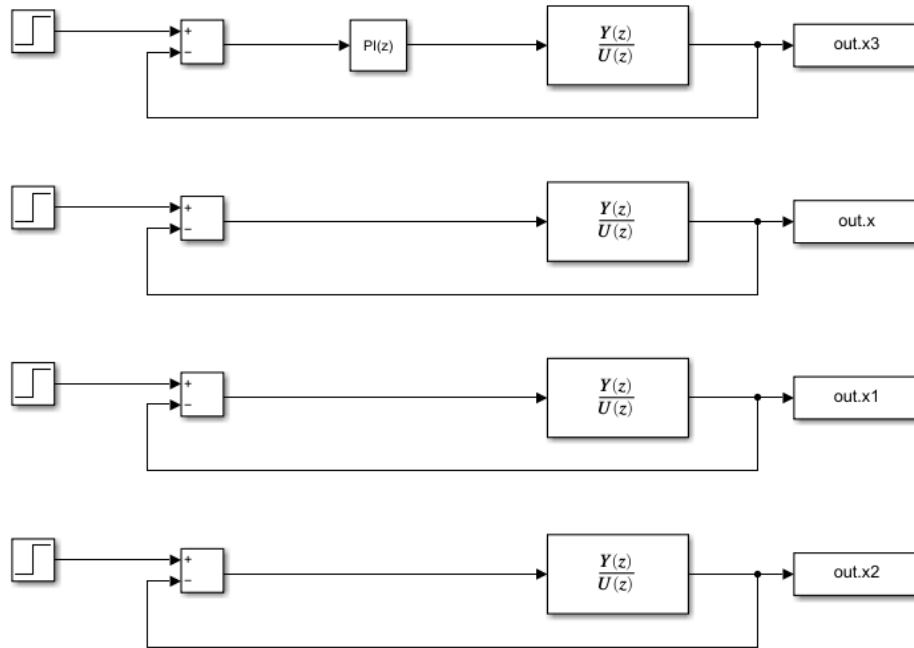 +
−
PI(z)
Y(z)
U(z)
out.x3
+
−
Y(z)
U(z)
out.x
+
−
Y(z)
U(z)
out.x1
+
−
Y(z)
U(z)
out.x2